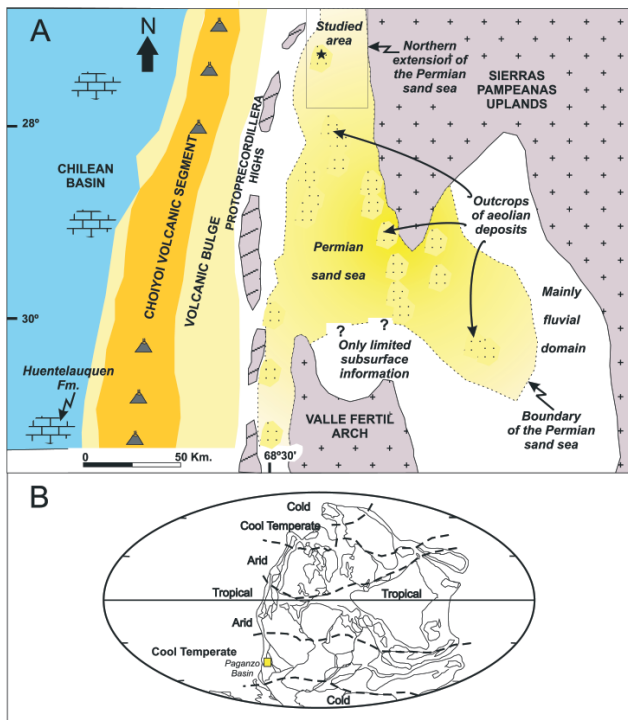 A
N
Studied
area
Northern
extension of
the Permian
sand sea
SIERRAS
PAMPEANAS
UPLANDS
28°
CHILEAN
BASIN
CHOIYOI VOLCANIC SEGMENT
VOLCANIC BULGE
PROTOPRECORDILLERA
HIGHS
Outcrops
of aeolian
deposits
Permian
sand sea
Mainly
fluvial
domain
30°
? ?
Only limited
subsurface
information
Huentelauquen
Fm.
VALLE FERTIL
ARCH
Boundary
of the Permian
sand sea
0 50 Km.
68º30'
B
Cold
Cool Temperate
Arid
Tropical
Tropical
Arid
Cool Temperate
Paganzo
Basin
Cold